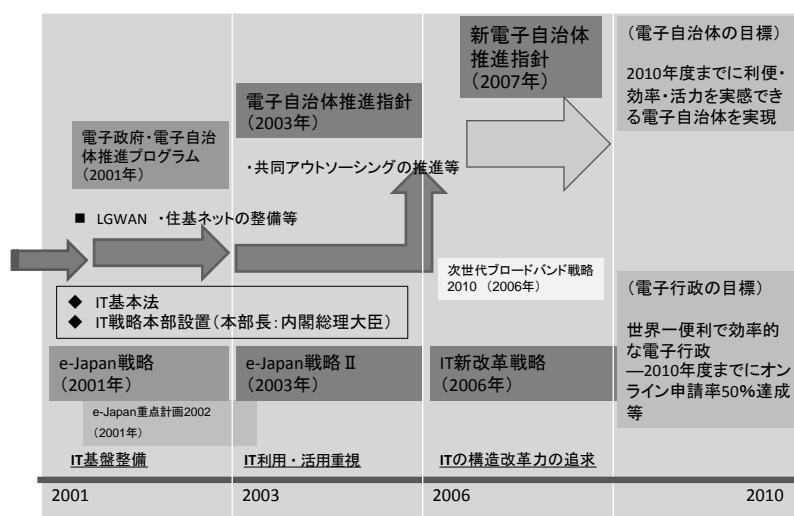 新電子自治体
推進指針
(2007年)
（電子自治体の目標）
2010年度までに利便・
効率・活力を実感でき
る電子自治体を実現
電子自治体推進指針
(2003年)
電子政府・電子自治
体推進プログラム
(2001年)
・共同アウトソーシングの推進等
■ LGWAN ・住基ネットの整備等
次世代ブロードバンド戦略
2010 （2006年）
◆ IT基本法
◆ IT戦略本部設置（本部長：内閣総理大臣）
（電子行政の目標）
世界一便利で効率的
な電子行政
―2010年度までにオン
ライン申請率50%達成
等
e-Japan戦略
（2001年）
e-Japan戦略Ⅱ
（2003年）
IT新改革戦略
（2006年）
e-Japan重点計画2002
（2001年）
IT基盤整備
IT利用・活用重視
ITの構造改革力の追求
2001
2003
2006
2010